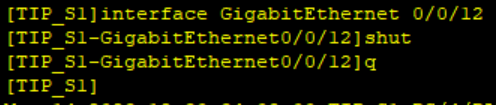 [TIP_S1]interface GigabitEthernet 0/0/12
[TIP_S1-GigabitEthernet0/0/12]shut
[TIP_S1-GigabitEthernet0/0/12]q
[TIP_S1]